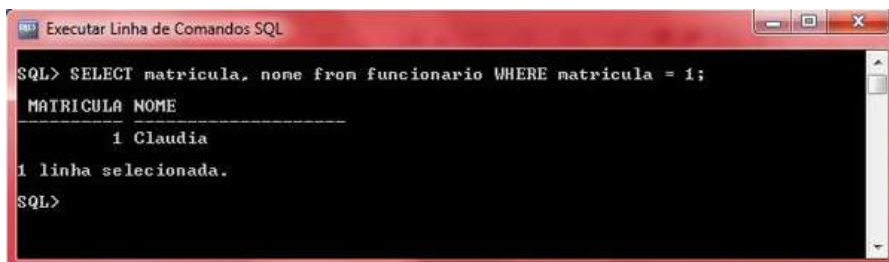 Executar Linha de Comandos SQL
SQL> SELECT matricula, nome from funcionario WHERE matricula = 1;
MATRICULA NOME
1 Claudia
1 linha selecionada.
SQL>